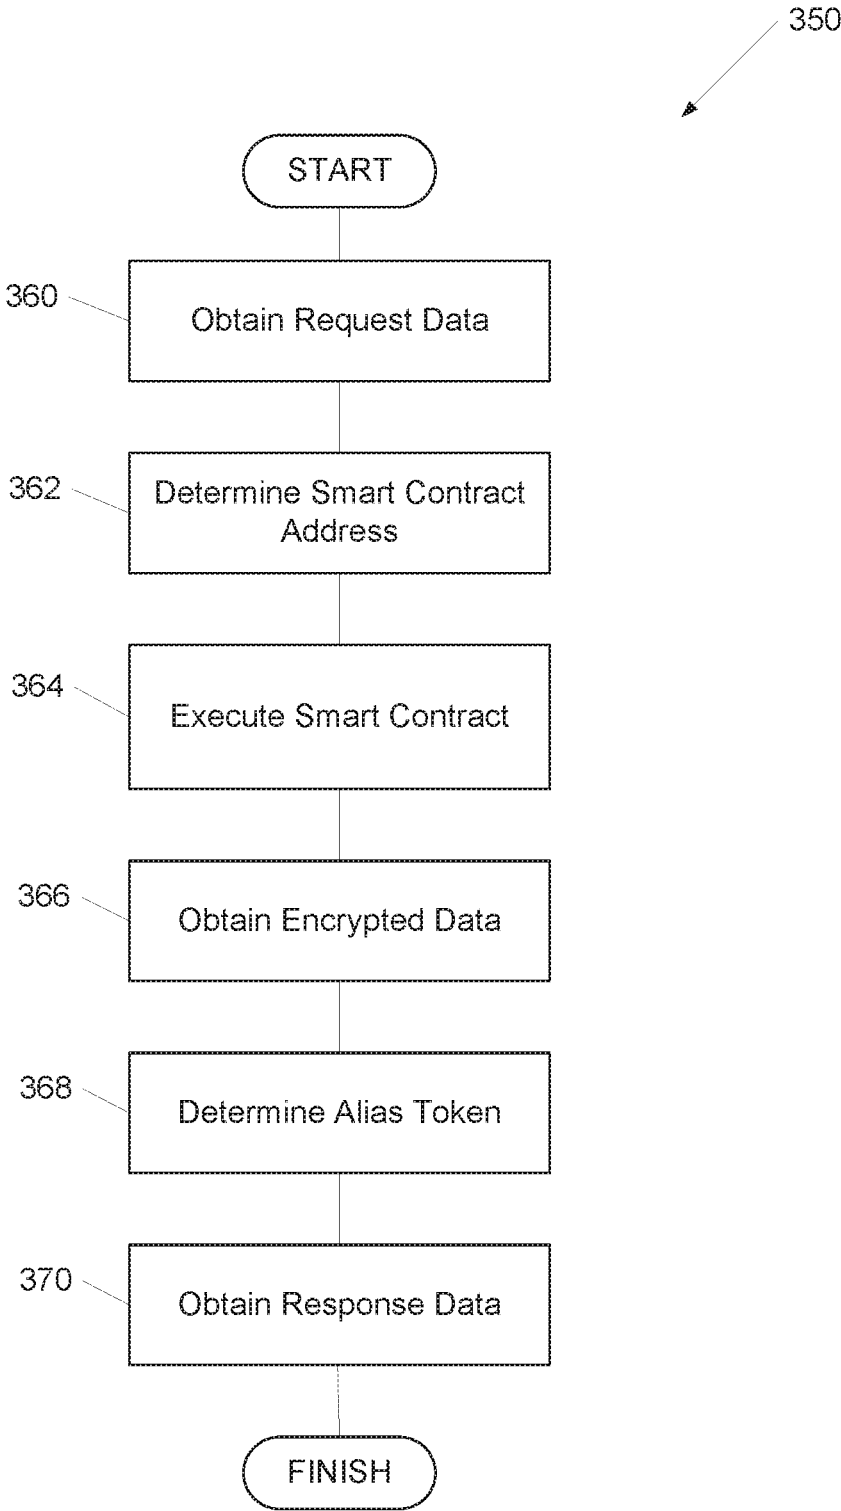 350
START
360
Obtain Request Data
362
Determine Smart Contract
Address
364
Execute Smart Contract
366
Obtain Encrypted Data
368
Determine Alias Token
370
Obtain Response Data
FINISH